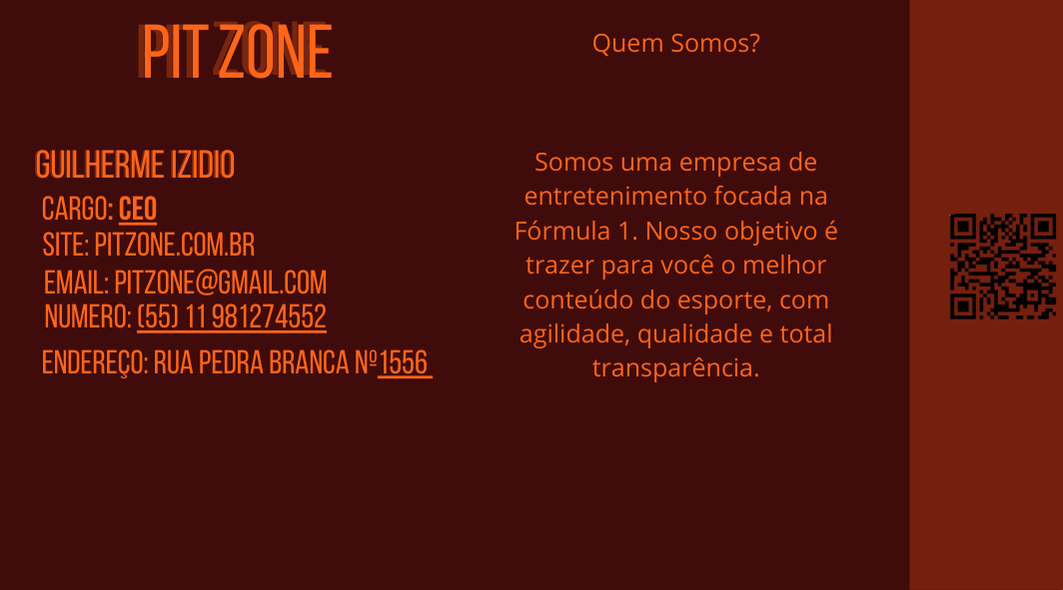 PIT ZONE
GUILHERME IZIDIO
CARGO: CEO
SITE: PITZONE.COM.BR
EMAIL: PITZONE@GMAIL.COM
NUMERO: (55) 11 981274552
ENDEREÇO: RUA PEDRA BRANCA Nº1556
Quem Somos?
Somos uma empresa de
entretenimento focada na
Fórmula 1. Nosso objetivo é
trazer para você o melhor
conteúdo do esporte, com
agilidade, qualidade e total
transparência.